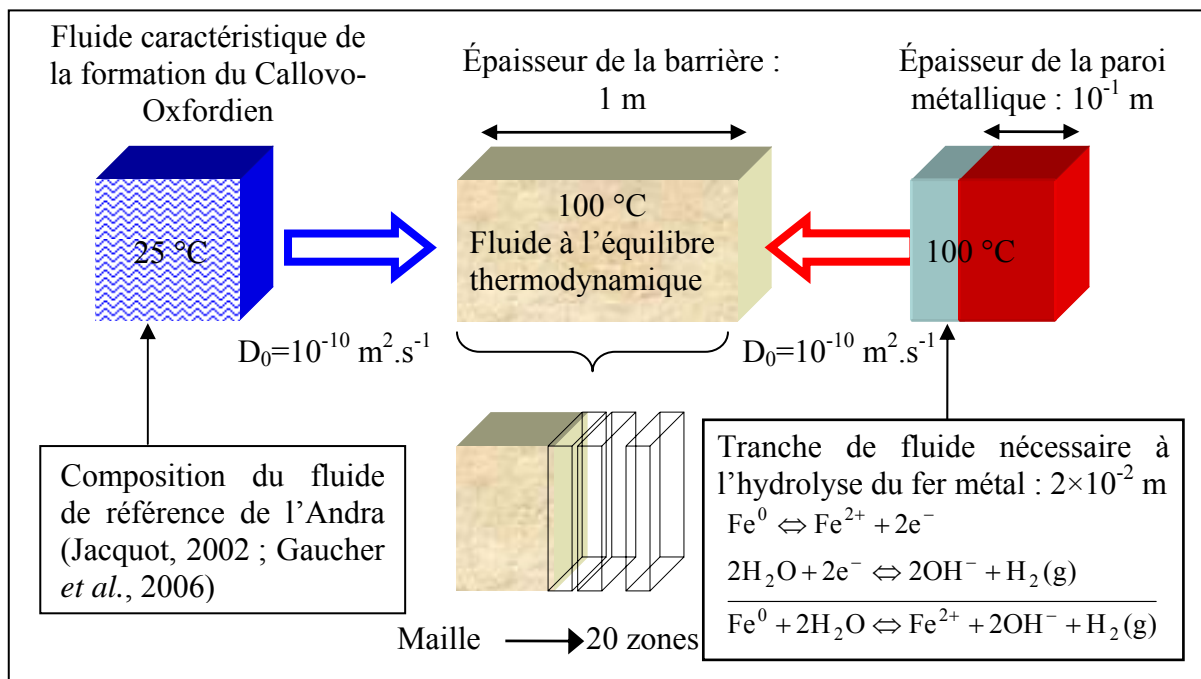 Fluide caractéristique de
la formation du Callovo-
Oxfordien
Épaisseur de la barrière :
1 m
Épaisseur de la paroi
métallique : 10⁻¹ m
25 °C
100 °C
Fluide à l’équilibre
thermodynamique
100 °C
D₀=10⁻¹⁰ m².s⁻¹
D₀=10⁻¹⁰ m².s⁻¹
Composition du fluide
de référence de l’Andra
(Jacquot, 2002 ; Gaucher
et al., 2006)
Maille
20 zones
Tranche de fluide nécessaire à
l’hydrolyse du fer métal : 2×10⁻² m
Fe⁰ ⇔ Fe²⁺ + 2e⁻
2H₂O + 2e⁻ ⇔ 2OH⁻ + H₂(g)
Fe⁰ + 2H₂O ⇔ Fe²⁺ + 2OH⁻ + H₂(g)